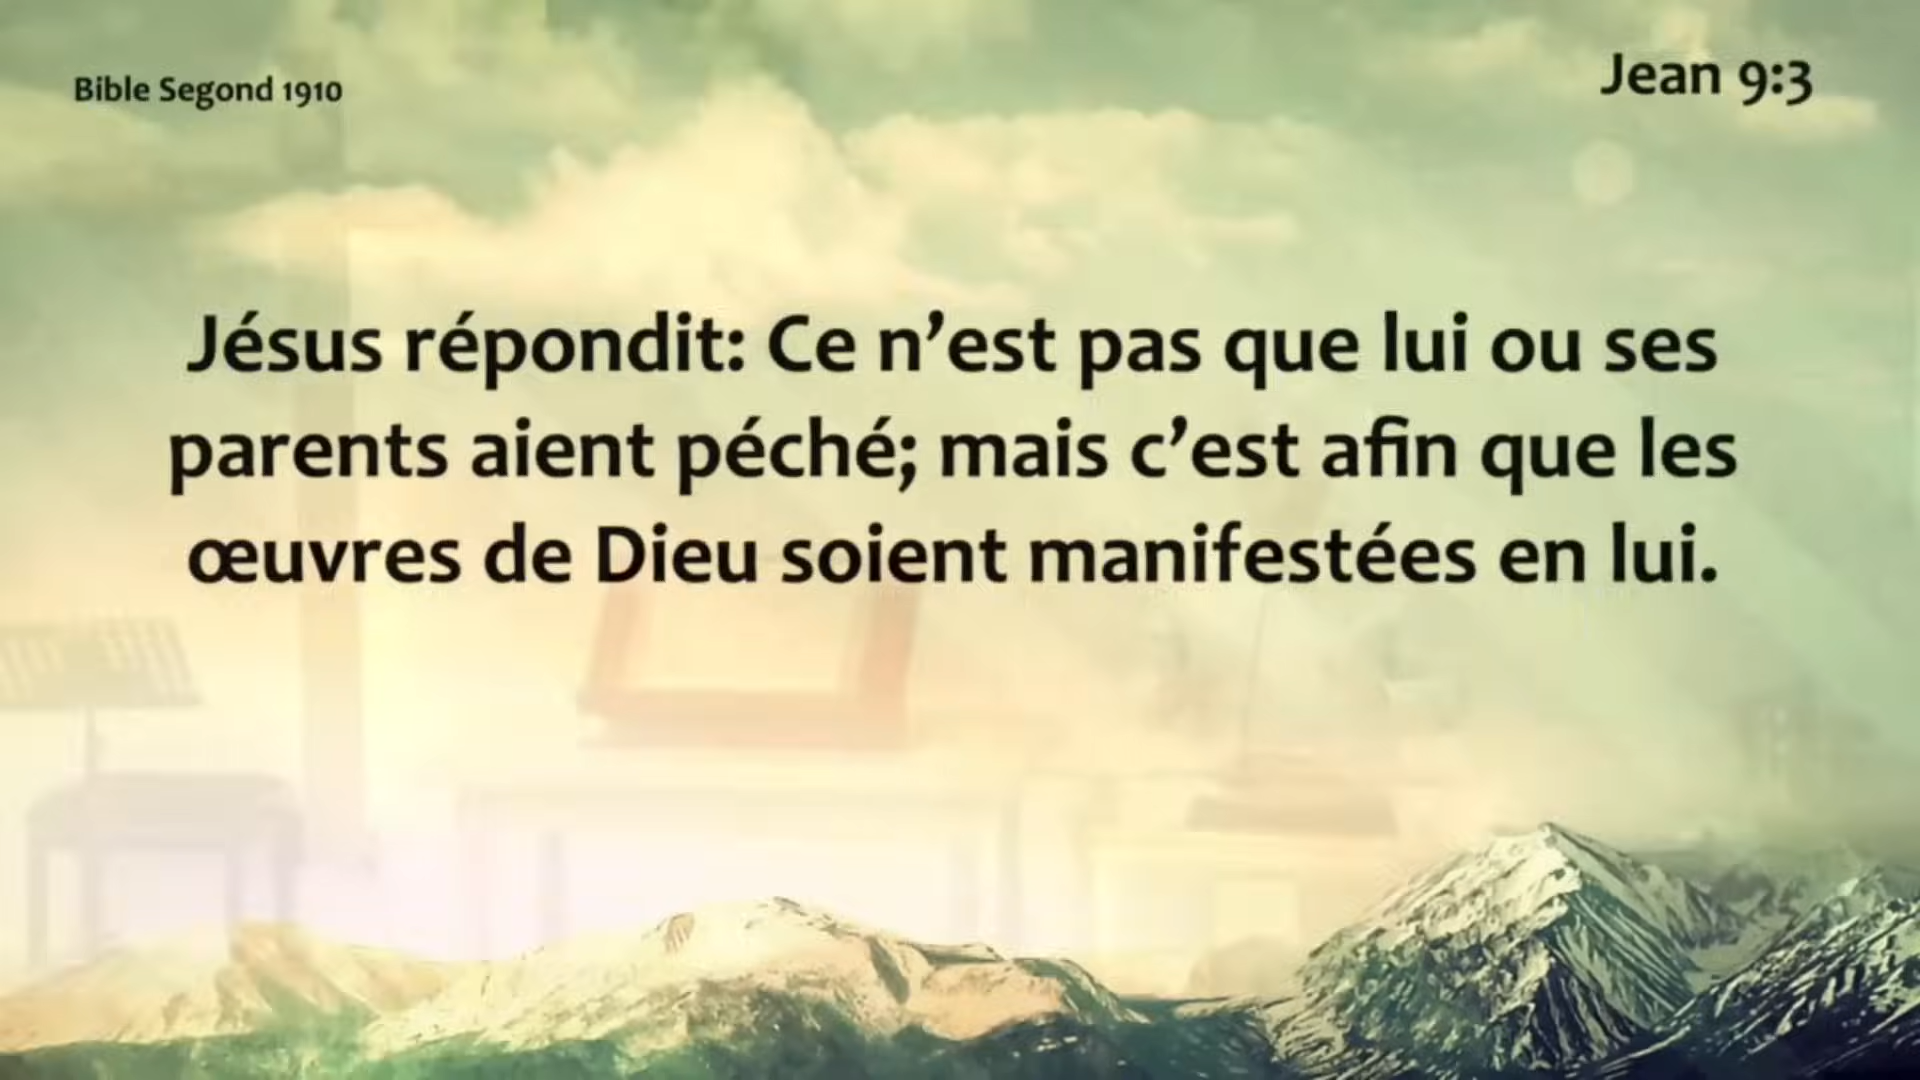 Bible Segond 1910
Jean 9:3
Jésus répondit: Ce n’est pas que lui ou ses
parents aient péché; mais c’est afin que les
œuvres de Dieu soient manifestées en lui.